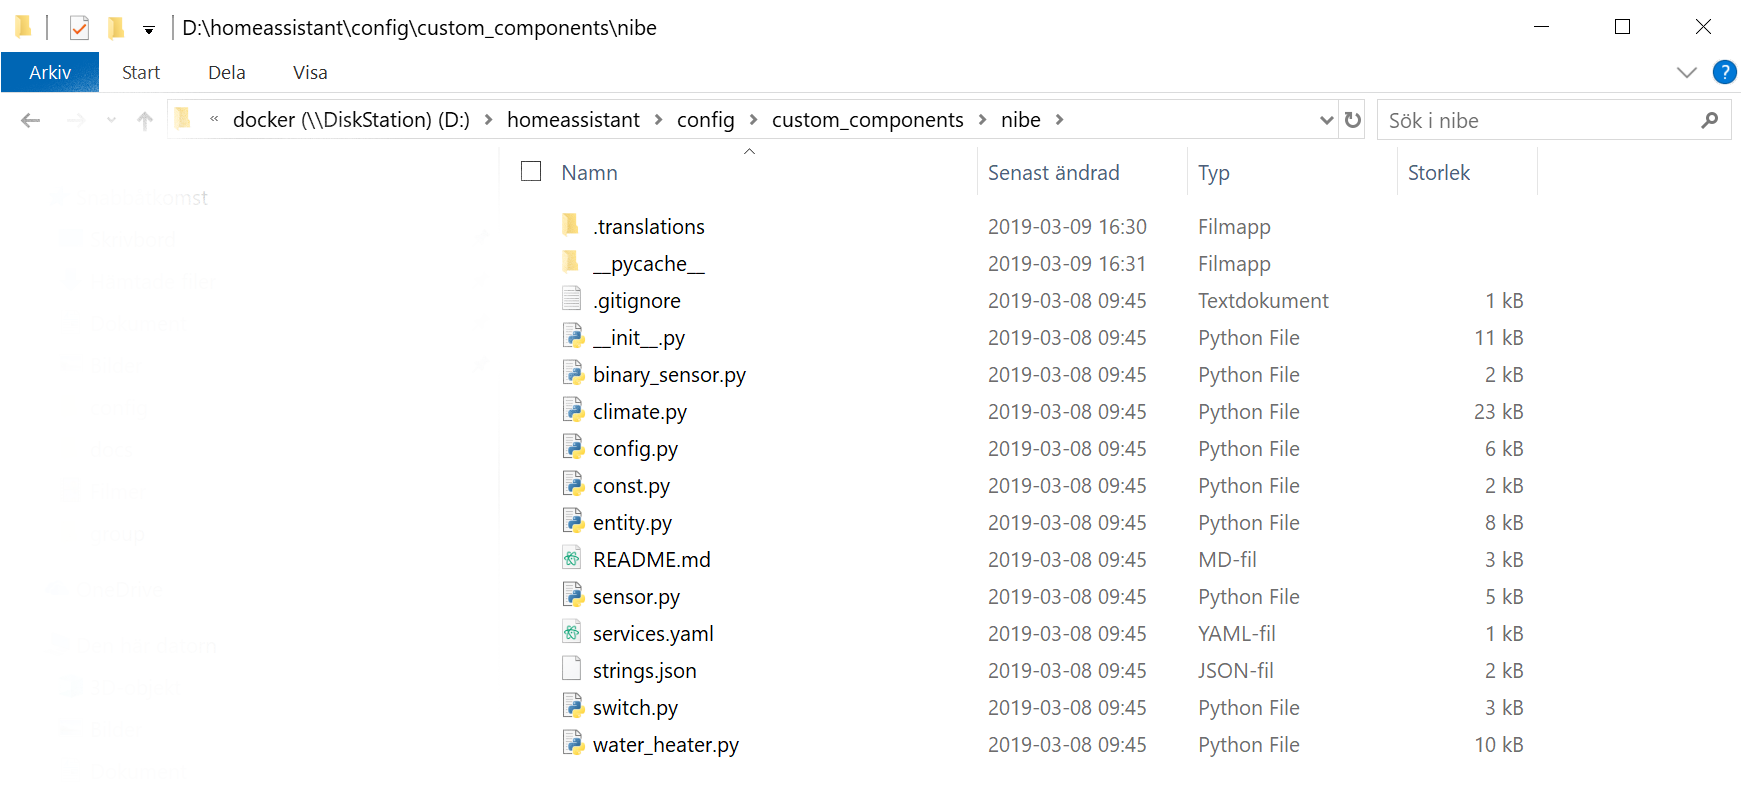 D:\homeassistant\config\custom_components\nibe
Arkiv Start Dela Visa ?
« docker (\\DiskStation) (D:) > homeassistant > config > custom_components > nibe > Sök i nibe
Namn Senast ändrad Typ Storlek
.translations 2019-03-09 16:30 Filmapp
__pycache__ 2019-03-09 16:31 Filmapp
.gitignore 2019-03-08 09:45 Textdokument 1 kB
__init__.py 2019-03-08 09:45 Python File 11 kB
binary_sensor.py 2019-03-08 09:45 Python File 2 kB
climate.py 2019-03-08 09:45 Python File 23 kB
config.py 2019-03-08 09:45 Python File 6 kB
const.py 2019-03-08 09:45 Python File 2 kB
entity.py 2019-03-08 09:45 Python File 8 kB
README.md 2019-03-08 09:45 MD-fil 3 kB
sensor.py 2019-03-08 09:45 Python File 5 kB
services.yaml 2019-03-08 09:45 YAML-fil 1 kB
strings.json 2019-03-08 09:45 JSON-fil 2 kB
switch.py 2019-03-08 09:45 Python File 3 kB
water_heater.py 2019-03-08 09:45 Python File 10 kB